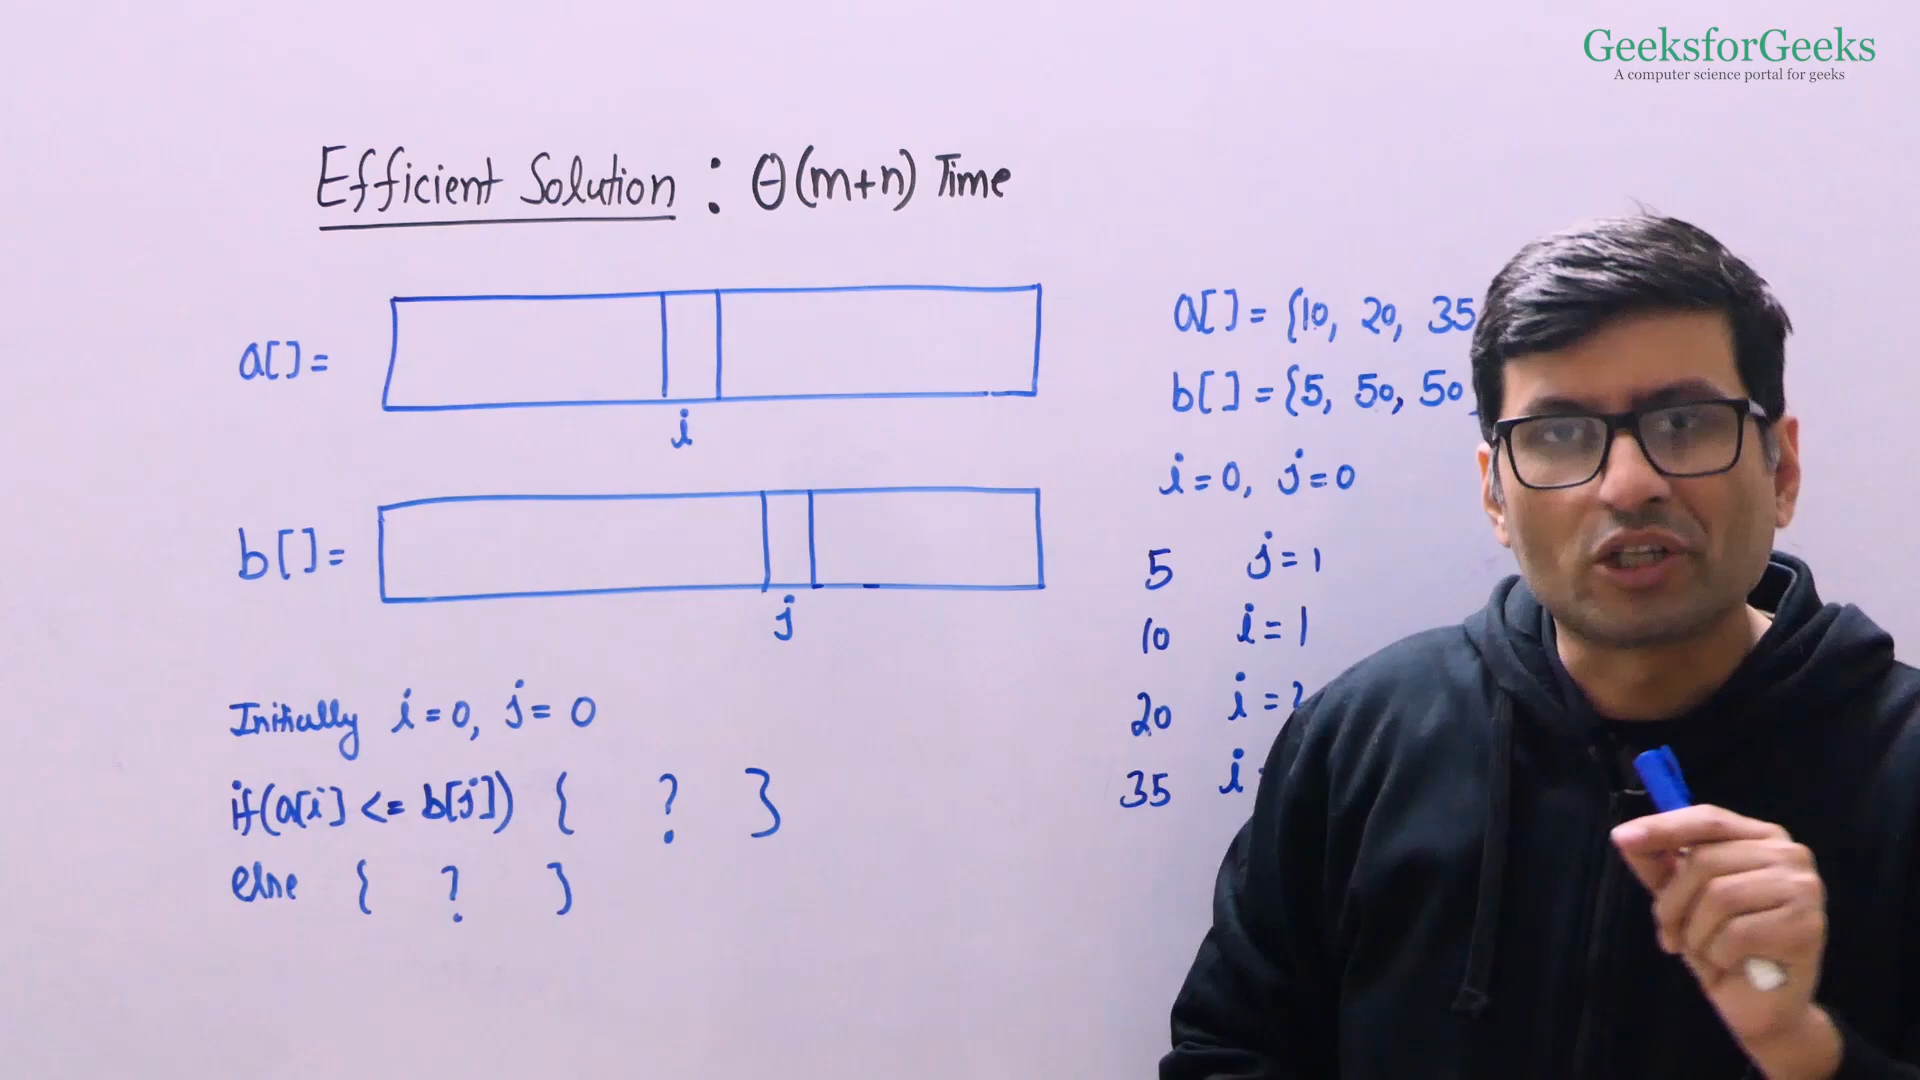 GeeksforGeeks
A computer science portal for geeks
Efficient Solution : Θ(m+n) Time
a[]=
i
b[]=
j
Initially i=0, j=0
if(a[i] <= b[j]) { ? }
else { ? }
a[]={10, 20, 35
b[]={5, 50, 50
i=0, j=0
5 j=1
10 i=1
20 i=2
35 i